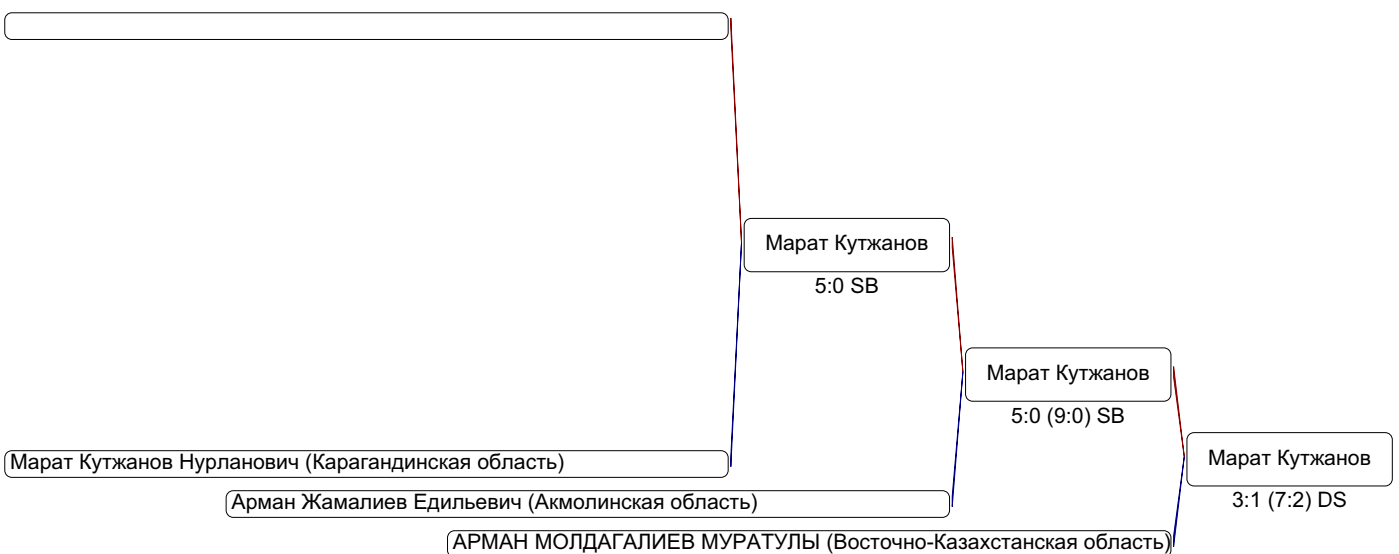 Марат Кутжанов
5:0 SB
Марат Кутжанов
5:0 (9:0) SB
Марат Кутжанов Нурланович (Карагандинская область)
Марат Кутжанов
3:1 (7:2) DS
Арман Жамалиев Едильевич (Акмолинская область)
АРМАН МОЛДАГАЛИЕВ МУРАТУЛЫ (Восточно-Казахстанская область)